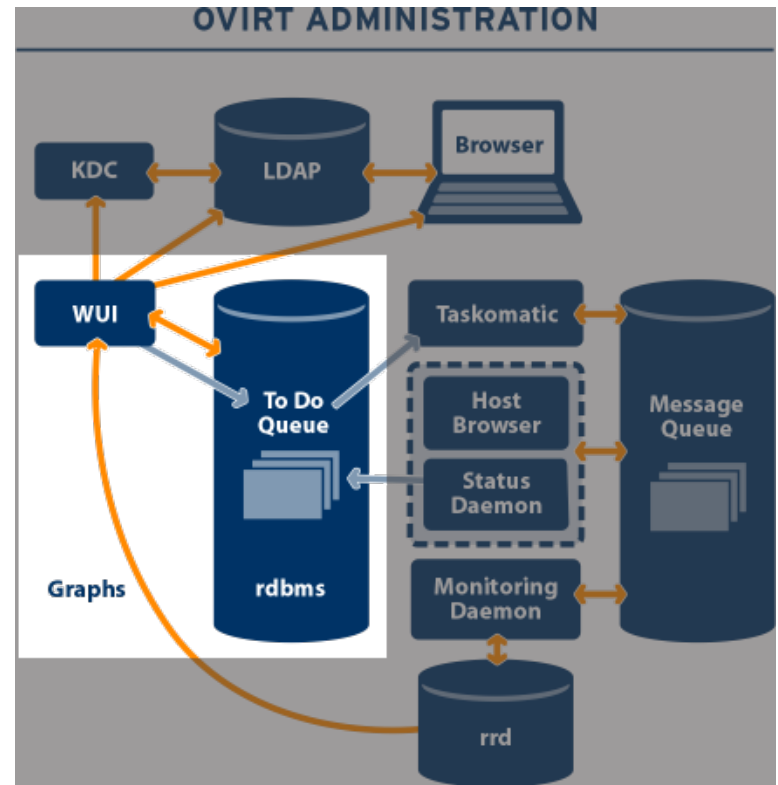 OVIRT ADMINISTRATION
KDC
LDAP
Browser
WUI
Taskomatic
To Do
Queue
Host
Browser
Message
Queue
Status
Daemon
Graphs
rdbms
Monitoring
Daemon
rrd